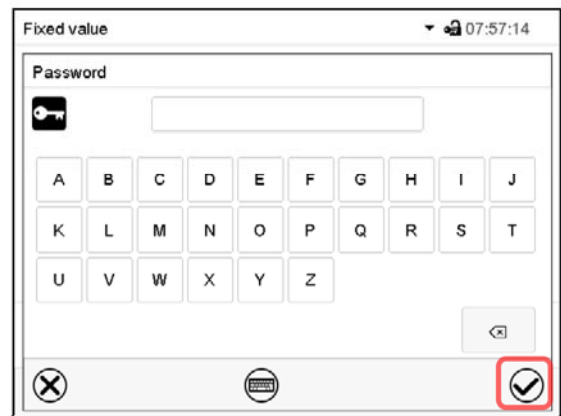 Fixed value 07:57:14
Password
A B C D E F G H I J
K L M N O P Q R S T
U V W X Y Z